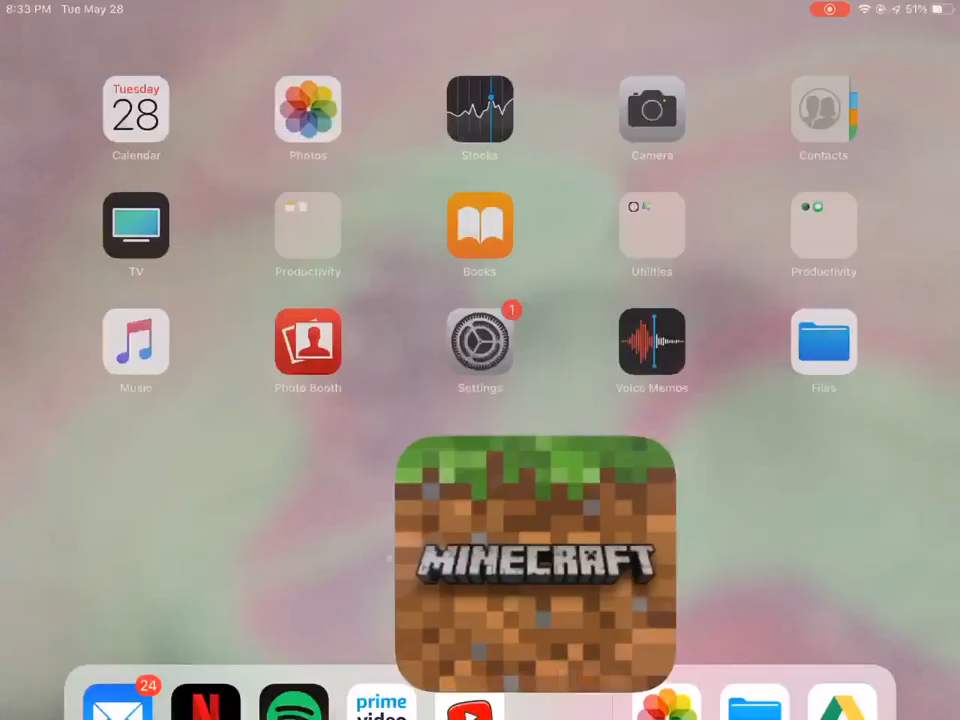 8:33 PM Tue May 28
51%
Tuesday
28
Calendar
Photos
Stocks
Camera
Contacts
TV
Productivity
Books
Utilities
Productivity
1
Music
Photo Booth
Settings
Voice Memos
Files
MINECRAFT
24
prime
video